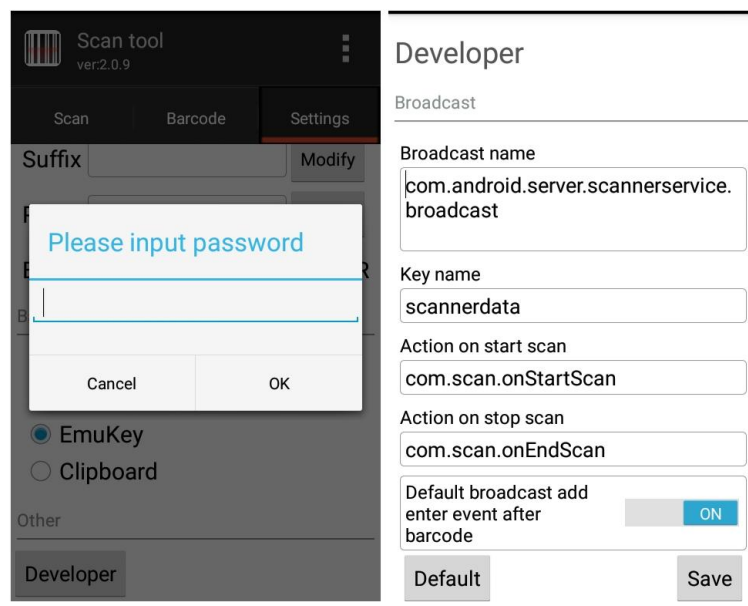 Scan tool
ver:2.0.9
Scan
Barcode
Settings
Suffix
Modify
Please input password
Cancel
OK
EmuKey
Clipboard
Other
Developer
Developer
Broadcast
Broadcast name
com.android.server.scannerservice.
broadcast
Key name
scannerdata
Action on start scan
com.scan.onStartScan
Action on stop scan
com.scan.onEndScan
Default broadcast add
enter event after
barcode
ON
Default
Save